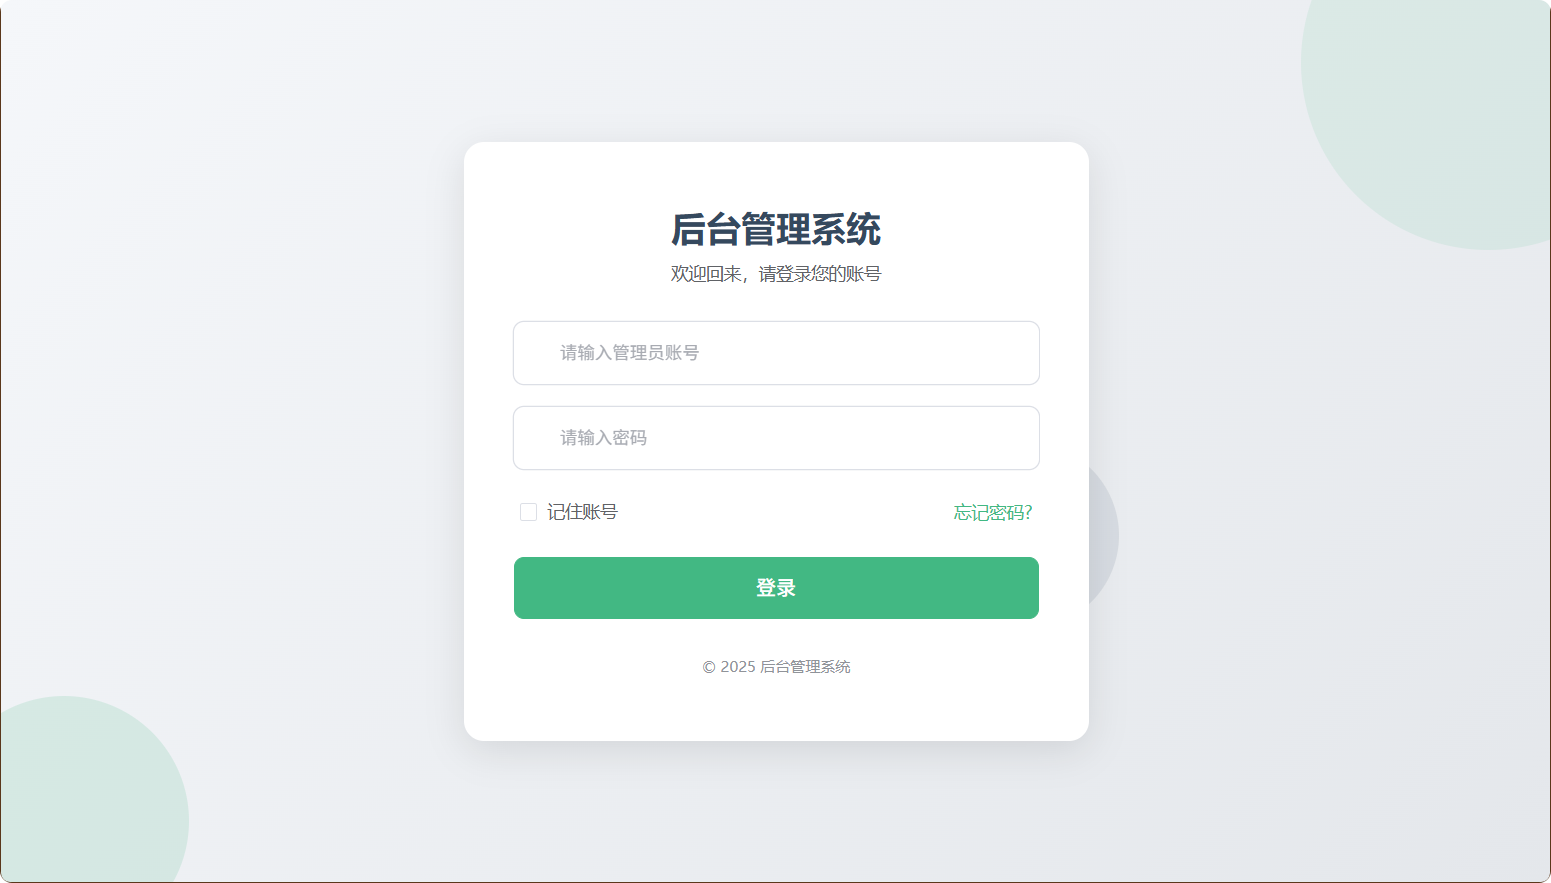 后台管理系统
欢迎回来，请登录您的账号
请输入管理员账号
请输入密码
记住账号
忘记密码?
登录
© 2025 后台管理系统